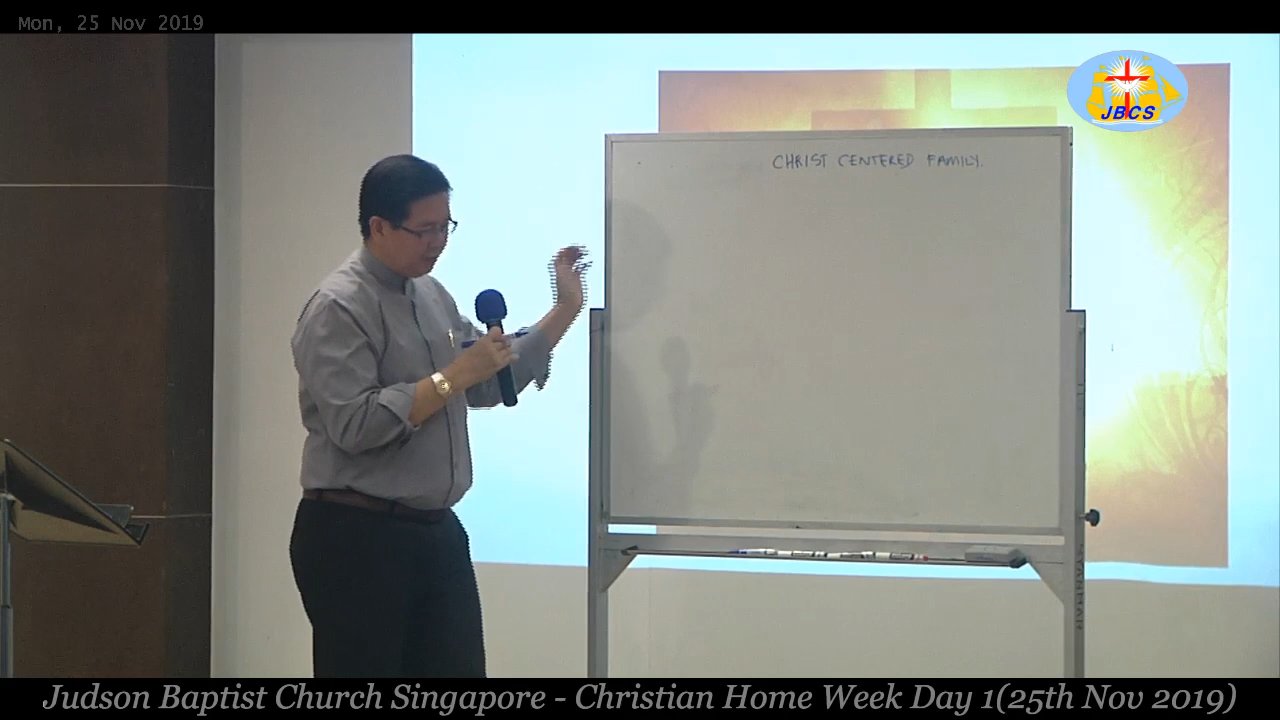 Mon, 25 Nov 2019
JBCS
CHRIST CENTERED FAMILY.
MYANMAR
Judson Baptist Church Singapore - Christian Home Week Day 1(25th Nov 2019)